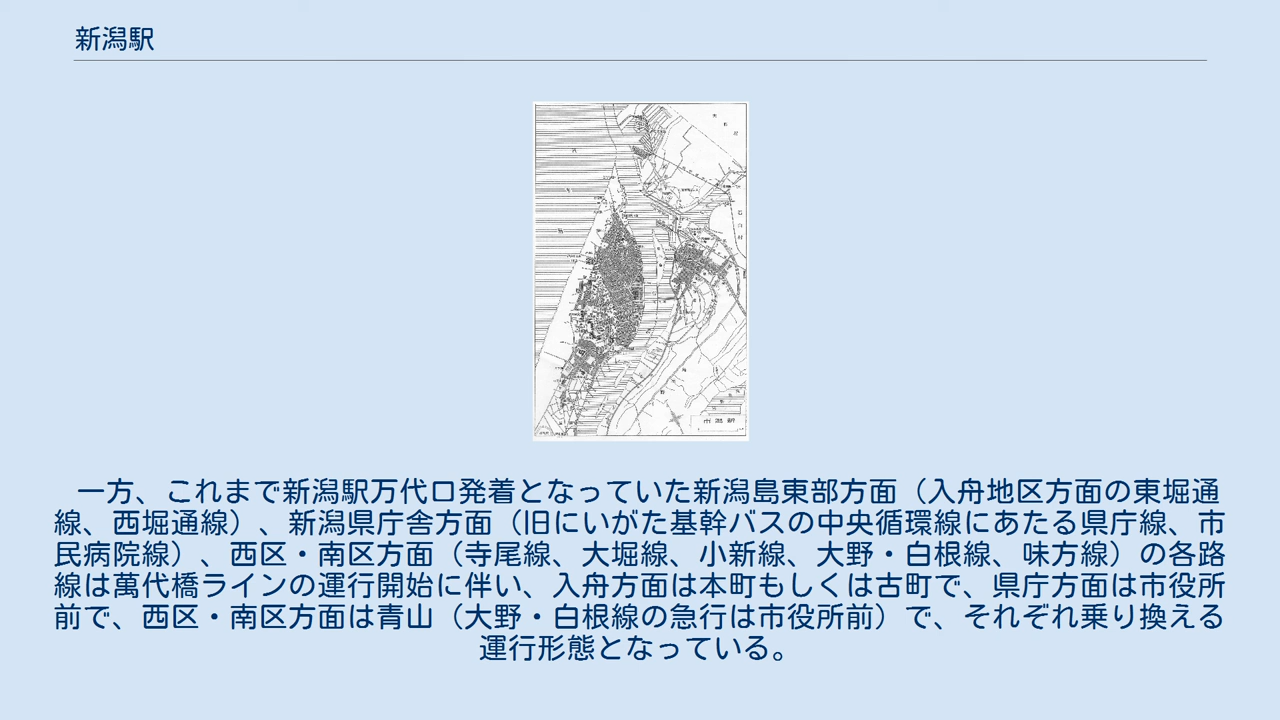 新潟駅
一方、これまで新潟駅万代口発着となっていた新潟島東部方面（入舟地区方面の東堀通
線、西堀通線）、新潟県庁舎方面（旧にいがた基幹バスの中央循環線にあたる県庁線、市
民病院線）、西区・南区方面（寺尾線、大堀線、小新線、大野・白根線、味方線）の各路
線は萬代橋ラインの運行開始に伴い、入舟方面は本町もしくは古町で、県庁方面は市役所
前で、西区・南区方面は青山（大野・白根線の急行は市役所前）で、それぞれ乗り換える
運行形態となっている。